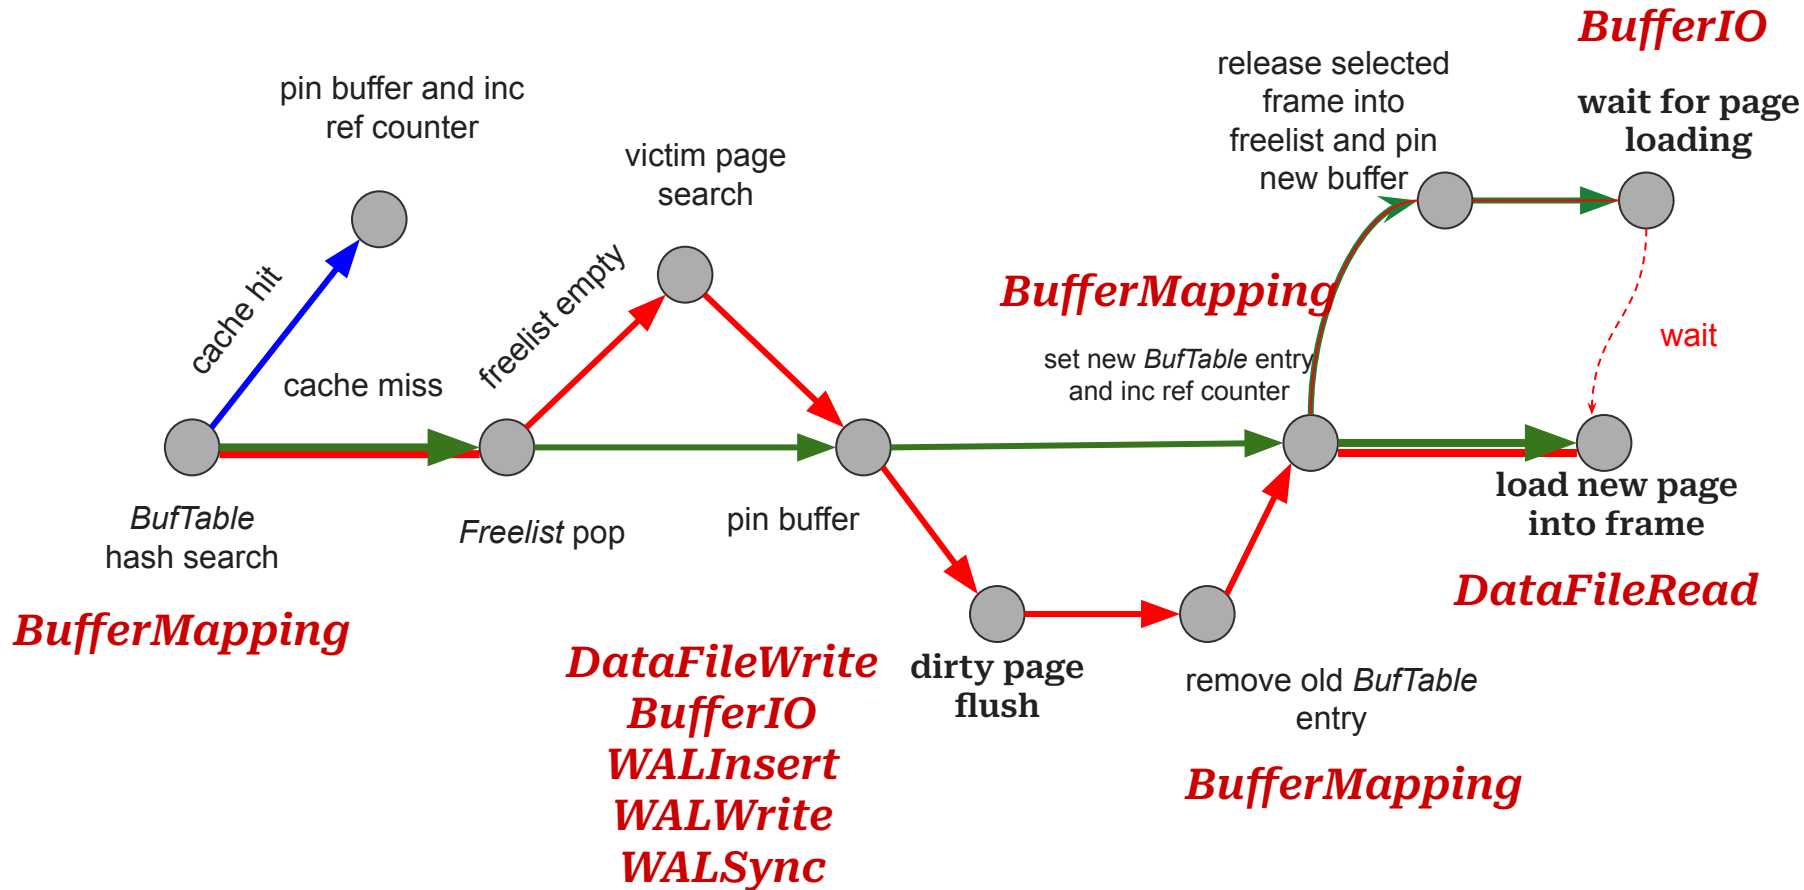 BufferIO
pin buffer and inc
ref counter
release selected
frame into
freelist and pin
new buffer
wait for page
loading
victim page
search
cache hit
freelist empty
BufferMapping
wait
cache miss
set new BufTable entry
and inc ref counter
BufTable
hash search
Freelist pop
pin buffer
load new page
into frame
BufferMapping
DataFileRead
DataFileWrite
BufferIO
WALInsert
WALWrite
WALSync
dirty page
flush
remove old BufTable
entry
BufferMapping